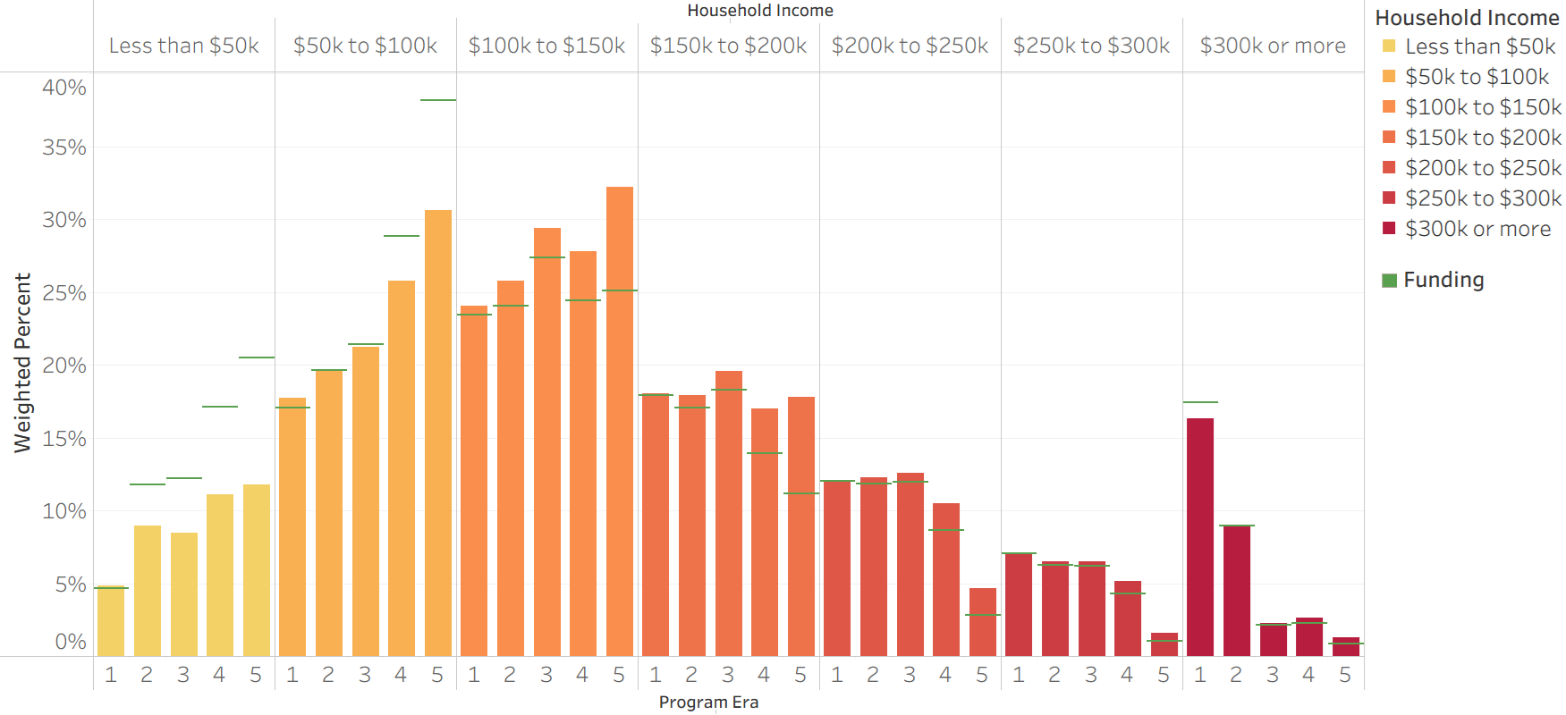 Household Income
Less than $50k $50k to $100k $100k to $150k $150k to $200k $200k to $250k $250k to $300k $300k or more
40%
35%
30%
25%
20%
15%
10%
5%
0%
Weighted Percent
1 2 3 4 5 1 2 3 4 5 1 2 3 4 5 1 2 3 4 5 1 2 3 4 5 1 2 3 4 5 1 2 3 4 5
Program Era
Household Income
Less than $50k
$50k to $100k
$100k to $150k
$150k to $200k
$200k to $250k
$250k to $300k
$300k or more
Funding